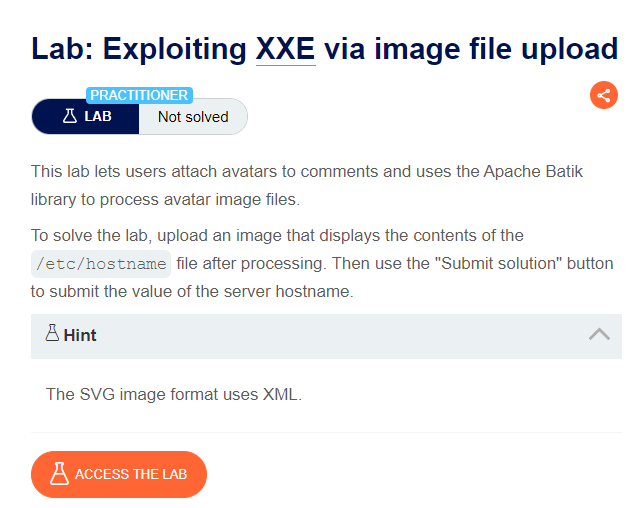 Lab: Exploiting XXE via image file upload
PRACTITIONER
LAB
Not solved
This lab lets users attach avatars to comments and uses the Apache Batik
library to process avatar image files.
To solve the lab, upload an image that displays the contents of the
/etc/hostname file after processing. Then use the "Submit solution" button
to submit the value of the server hostname.
Hint
The SVG image format uses XML.
ACCESS THE LAB